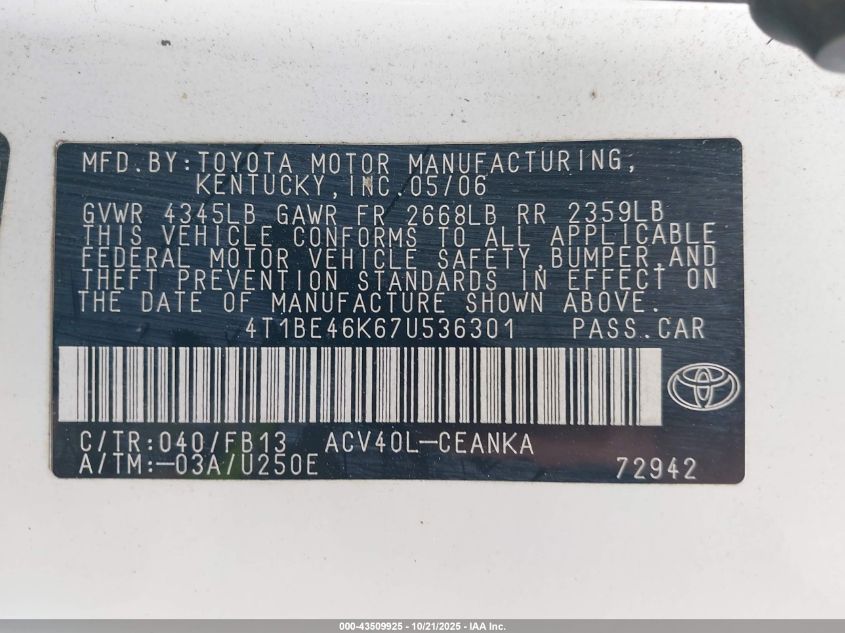 MFD.BY:TOYOTA MOTOR MANUFACTURING,
KENTUCKY,INC.05/06
GVWR 4345LB GAWR FR 2668LB RR 2359LB
THIS VEHICLE CONFORMS TO ALL APPLICABLE
FEDERAL MOTOR VEHICLE SAFETY,BUMPER,AND
THEFT PREVENTION STANDARDS IN EFFECT ON
THE DATE OF MANUFACTURE SHOWN ABOVE.
4T1BE46K67U536301 PASS.CAR
C/TR:040/FB13 ACV40L-CEANKA
A/TM:-03A/U250E 72942
000-43509925 - 10/21/2025 - IAA Inc.